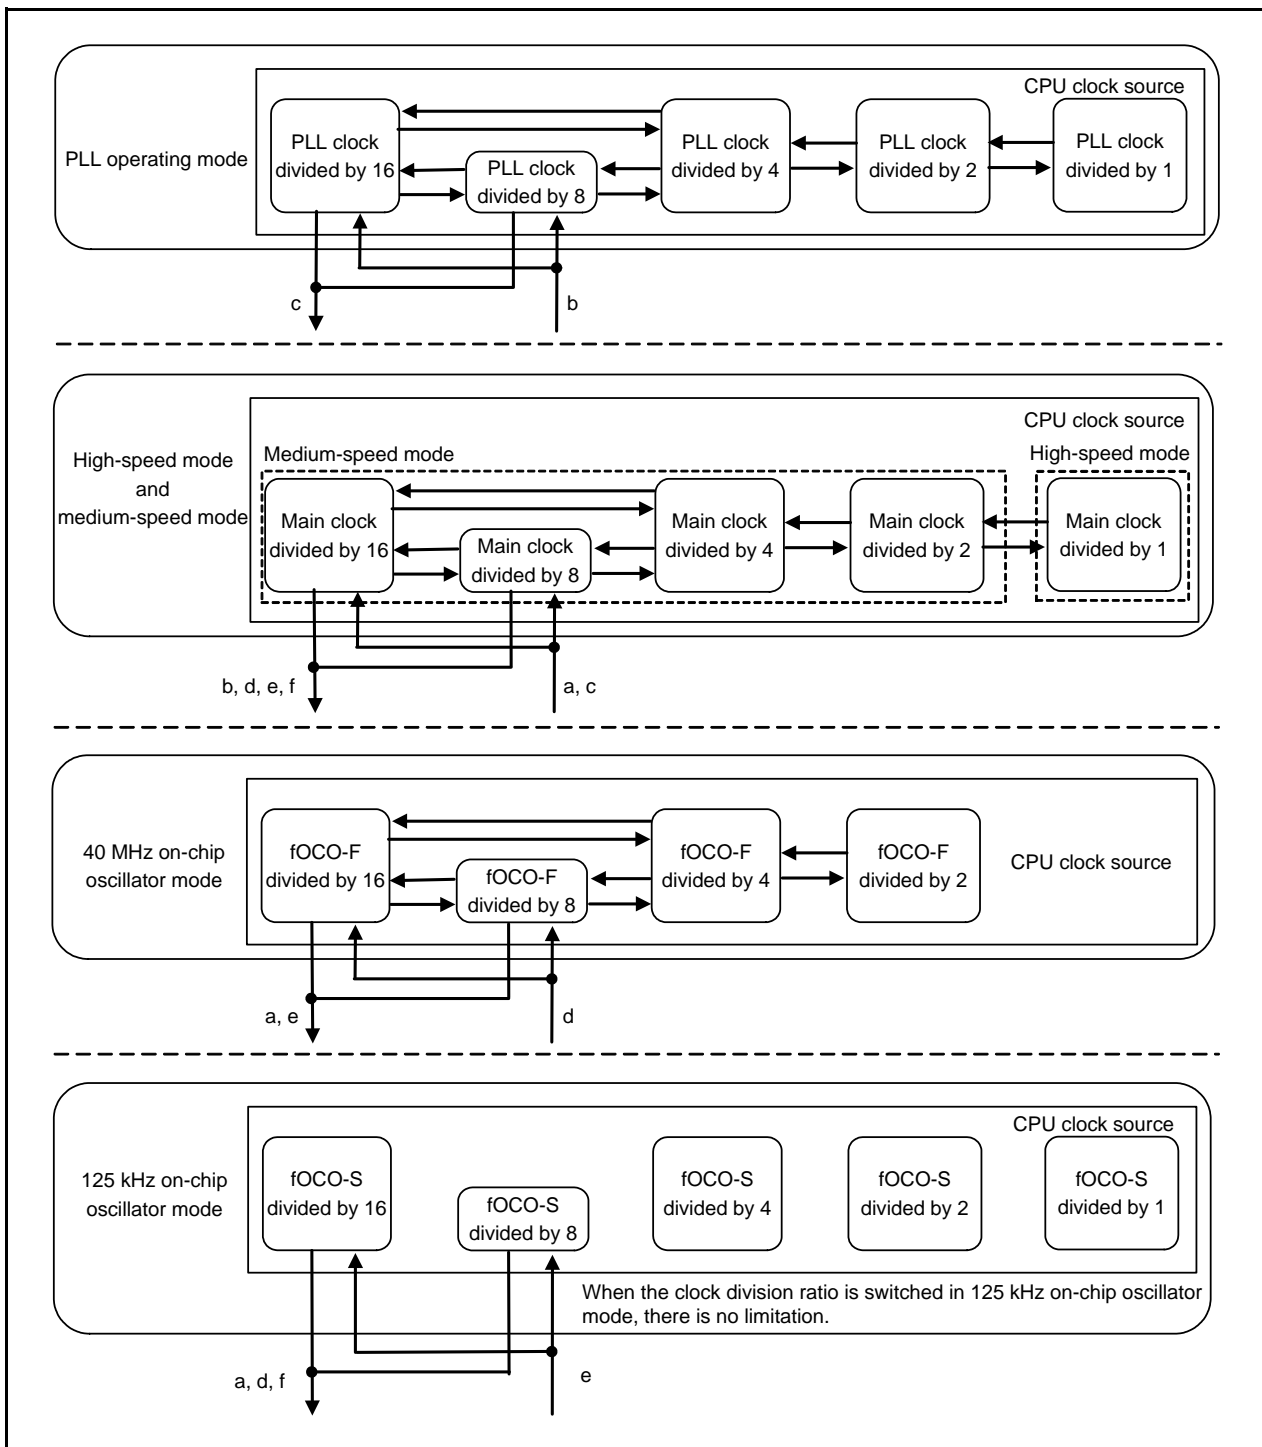 CPU clock source
PLL operating mode
PLL clock
divided by 16
PLL clock
divided by 8
PLL clock
divided by 4
PLL clock
divided by 2
PLL clock
divided by 1
c
b
CPU clock source
High-speed mode
and
medium-speed mode
Medium-speed mode
High-speed mode
Main clock
divided by 16
Main clock
divided by 8
Main clock
divided by 4
Main clock
divided by 2
Main clock
divided by 1
b, d, e, f
a, c
40 MHz on-chip
oscillator mode
fOCO-F
divided by 16
fOCO-F
divided by 8
fOCO-F
divided by 4
fOCO-F
divided by 2
CPU clock source
a, e
d
CPU clock source
125 kHz on-chip
oscillator mode
fOCO-S
divided by 16
fOCO-S
divided by 8
fOCO-S
divided by 4
fOCO-S
divided by 2
fOCO-S
divided by 1
When the clock division ratio is switched in 125 kHz on-chip oscillator
mode, there is no limitation.
a, d, f
e